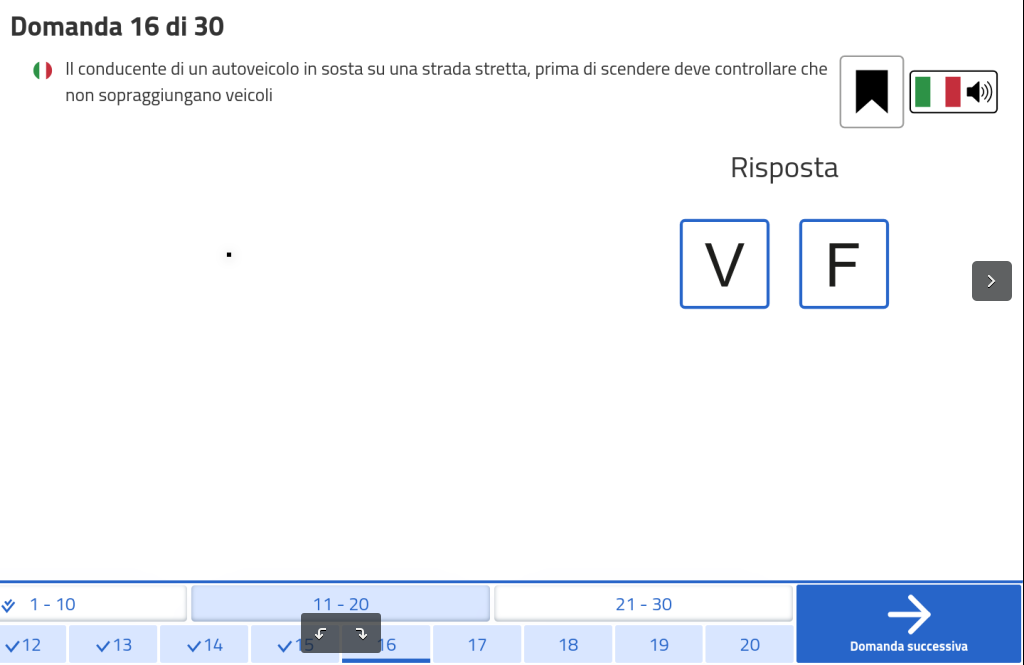 Domanda 16 di 30
Il conducente di un autoveicolo in sosta su una strada stretta, prima di scendere deve controllare che
non sopraggiungano veicoli
Risposta
V F
1 - 10 11 - 20 21 - 30
12 13 14 15 16 17 18 19 20
Domanda successiva